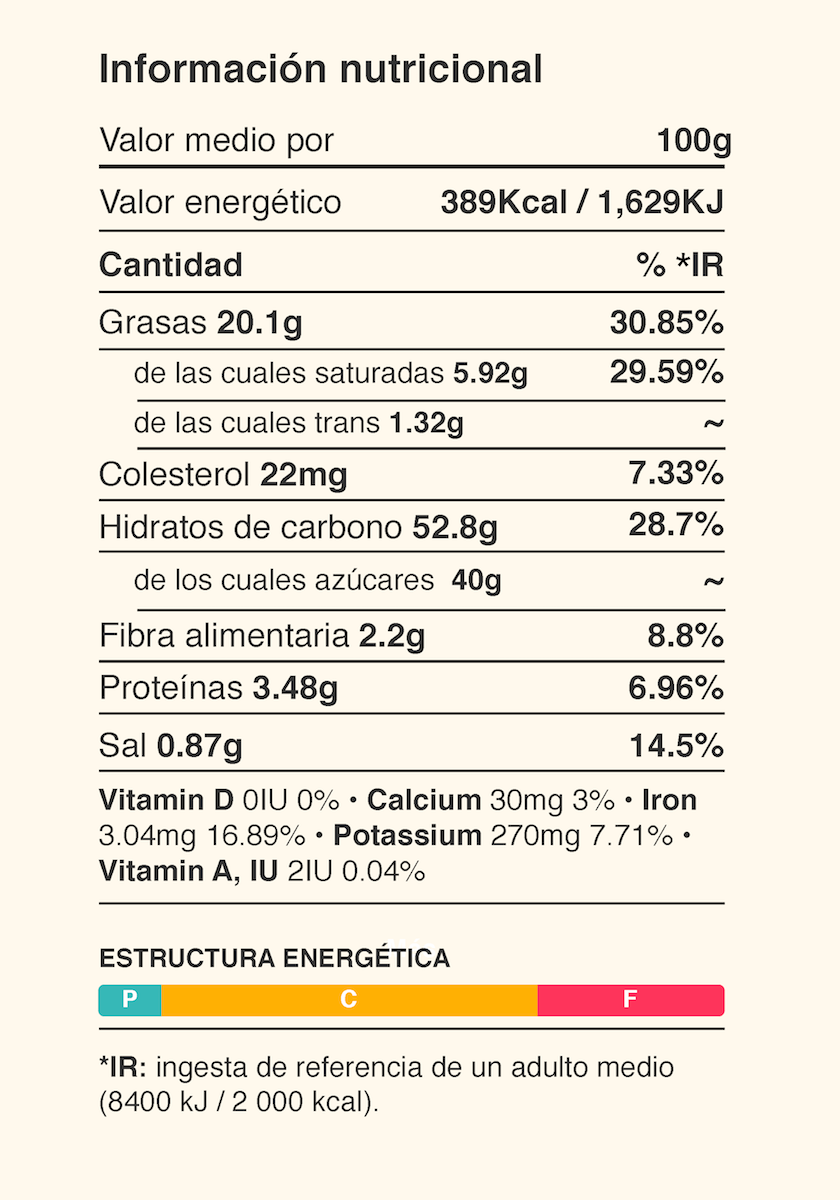 Información nutricional
Valor medio por 100g
Valor energético 389Kcal / 1,629KJ
Cantidad % *IR
Grasas 20.1g 30.85%
de las cuales saturadas 5.92g 29.59%
de las cuales trans 1.32g ~
Colesterol 22mg 7.33%
Hidratos de carbono 52.8g 28.7%
de los cuales azúcares 40g ~
Fibra alimentaria 2.2g 8.8%
Proteínas 3.48g 6.96%
Sal 0.87g 14.5%
Vitamin D 0IU 0% • Calcium 30mg 3% • Iron
3.04mg 16.89% • Potassium 270mg 7.71% •
Vitamin A, IU 2IU 0.04%
ESTRUCTURA ENERGÉTICA
P C F
*IR: ingesta de referencia de un adulto medio
(8400 kJ / 2 000 kcal).